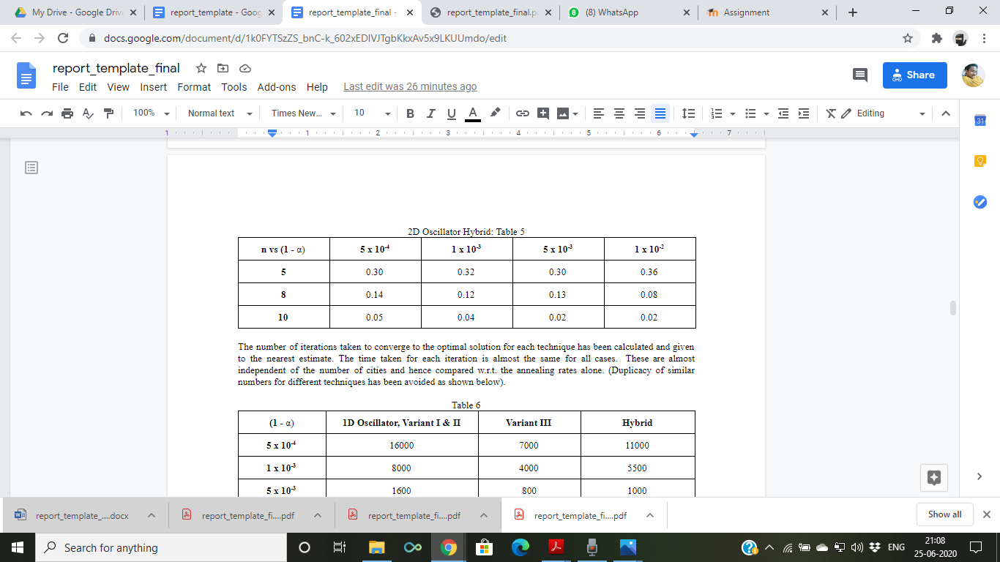 My Drive - Google Driv
report_template - Goog
report_template_final -
report_template_final.p
(8) WhatsApp
Assignment
docs.google.com/document/d/1k0FYTSzZS_bnC-k_602xEDIVJTgbKkxAv5x9LKUUmdo/edit
report_template_final
File Edit View Insert Format Tools Add-ons Help Last edit was 26 minutes ago
Share
100% Normal text Times New... 10 B I U A Editing
1 1 2 3 4 5 6 7
31
2D Oscillator Hybrid: Table 5
n vs (1 - α) 5 x 10⁻⁴ 1 x 10⁻³ 5 x 10⁻³ 1 x 10⁻²
5 0.30 0.32 0.30 0.36
8 0.14 0.12 0.13 0.08
10 0.05 0.04 0.02 0.02
The number of iterations taken to converge to the optimal solution for each technique has been calculated and given
to the nearest estimate. The time taken for each iteration is almost the same for all cases. These are almost
independent of the number of cities and hence compared w.r.t. the annealing rates alone. (Duplicacy of similar
numbers for different techniques has been avoided as shown below).
Table 6
(1 - α) 1D Oscillator, Variant I & II Variant III Hybrid
5 x 10⁻⁴ 16000 7000 11000
1 x 10⁻³ 8000 4000 5500
5 x 10⁻³ 1600 800 1000
report_template_....docx
report_template_fi....pdf
report_template_fi....pdf
report_template_fi....pdf
Show all
Search for anything
ENG
21:08
25-06-2020